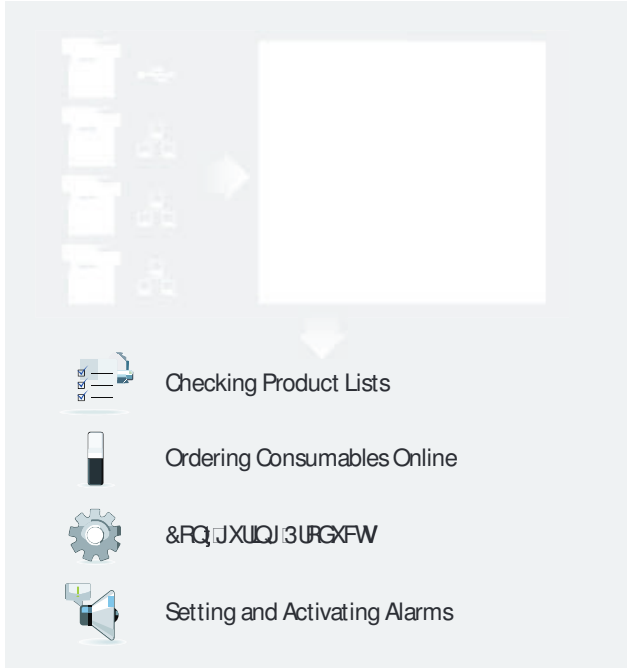 Checking Product Lists
Ordering Consumables Online
Setting and Activating Alarms